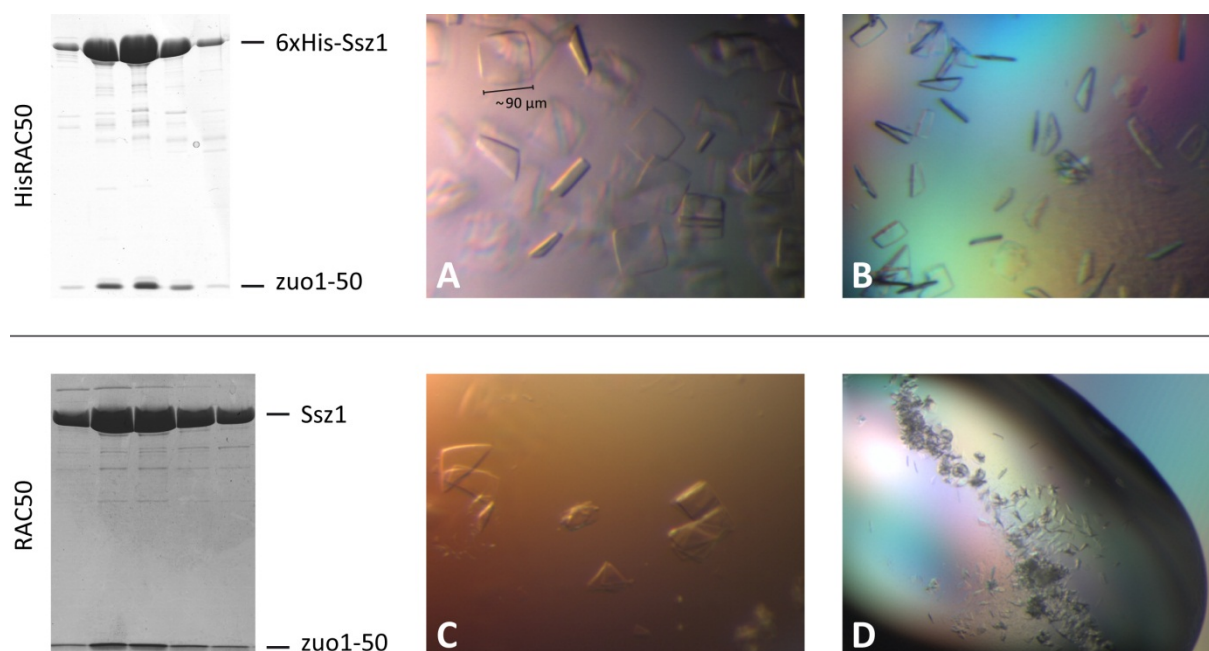 HisRAC50
6xHis-Ssz1
zuo1-50
~90 µm
A
B
RAC50
Ssz1
zuo1-50
C
D